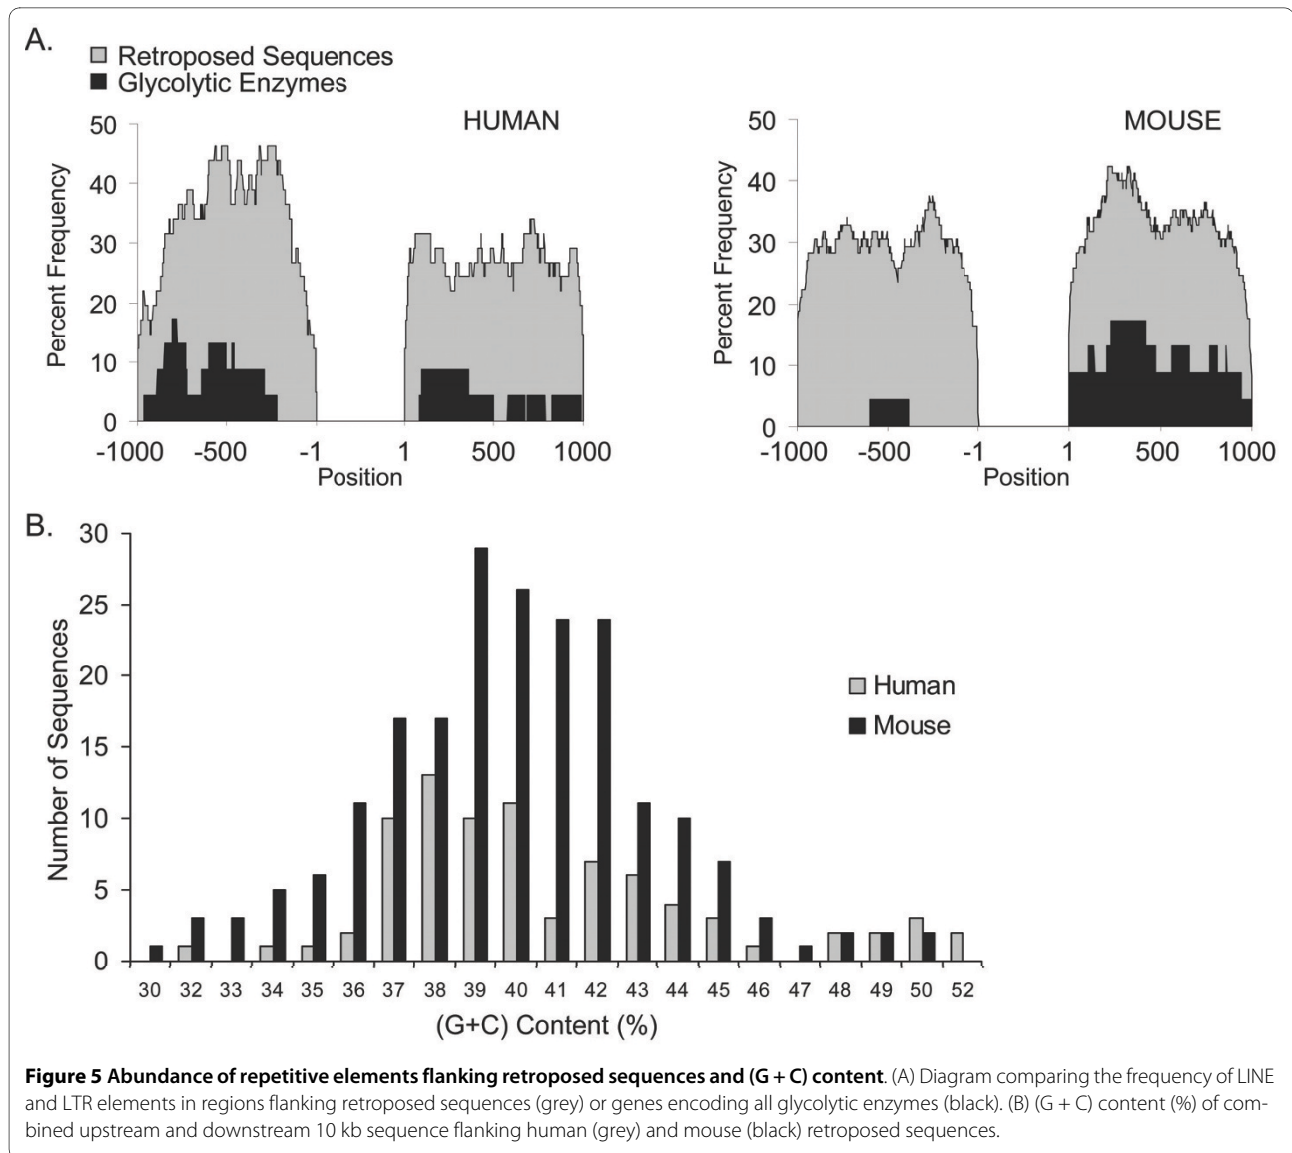 A.
Retroposed Sequences
Glycolytic Enzymes
HUMAN
Percent Frequency
50
40
30
20
10
0
-1000 -500 -1 1 500 1000
Position
MOUSE
Percent Frequency
50
40
30
20
10
0
-1000 -500 -1 1 500 1000
Position
B.
Number of Sequences
30
25
20
15
10
5
0
Human
Mouse
30 32 33 34 35 36 37 38 39 40 41 42 43 44 45 46 47 48 49 50 52
(G+C) Content (%)
Figure 5 Abundance of repetitive elements flanking retroposed sequences and (G + C) content. (A) Diagram comparing the frequency of LINE
and LTR elements in regions flanking retroposed sequences (grey) or genes encoding all glycolytic enzymes (black). (B) (G + C) content (%) of com-
bined upstream and downstream 10 kb sequence flanking human (grey) and mouse (black) retroposed sequences.